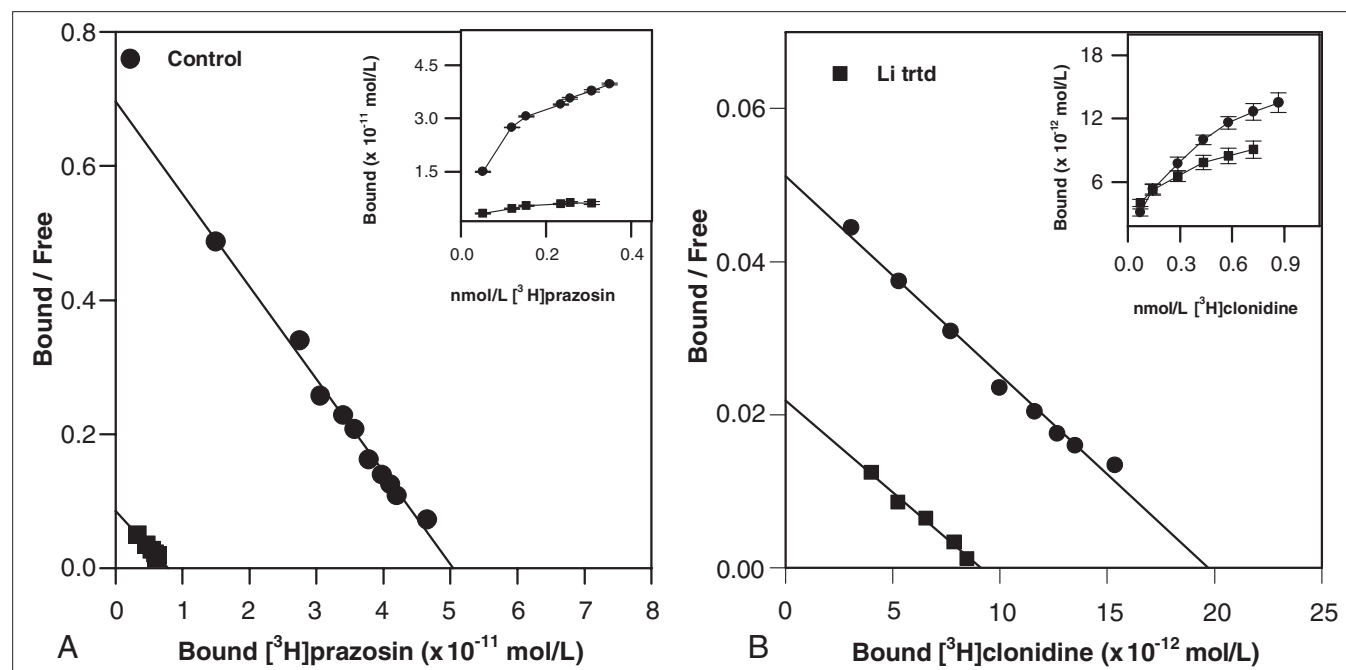 0.8
0.6
0.4
0.2
0.0
Bound / Free
Control
4.5
3.0
1.5
Bound (x 10⁻¹¹ mol/L)
0.0 0.2 0.4
nmol/L [³ H]prazosin
0 1 2 3 4 5 6 7 8
A
Bound [³H]prazosin (x 10⁻¹¹ mol/L)
0.06
0.04
0.02
0.00
Bound / Free
Li trtd
18
12
6
Bound (x 10⁻¹² mol/L)
0.0 0.3 0.6 0.9
nmol/L [³H]clonidine
0 5 10 15 20 25
B
Bound [³H]clonidine (x 10⁻¹² mol/L)